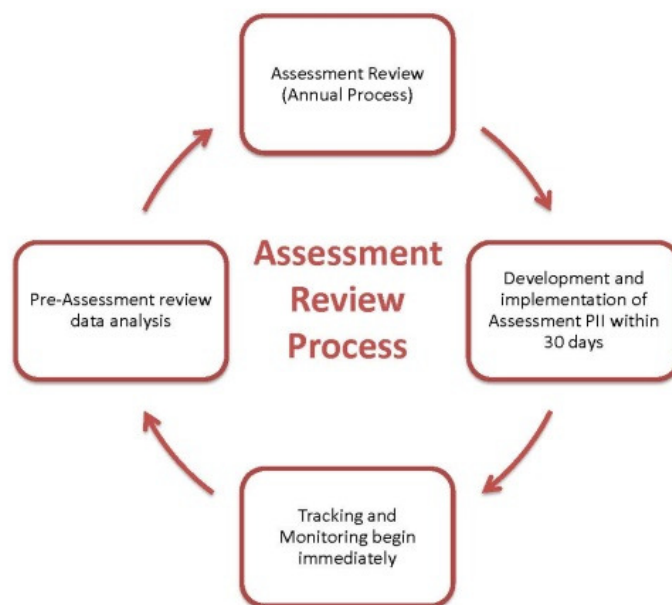 Assessment Review
(Annual Process)
Assessment
Review
Process
Pre-Assessment review
data analysis
Development and
implementation of
Assessment PII within
30 days
Tracking and
Monitoring begin
immediately